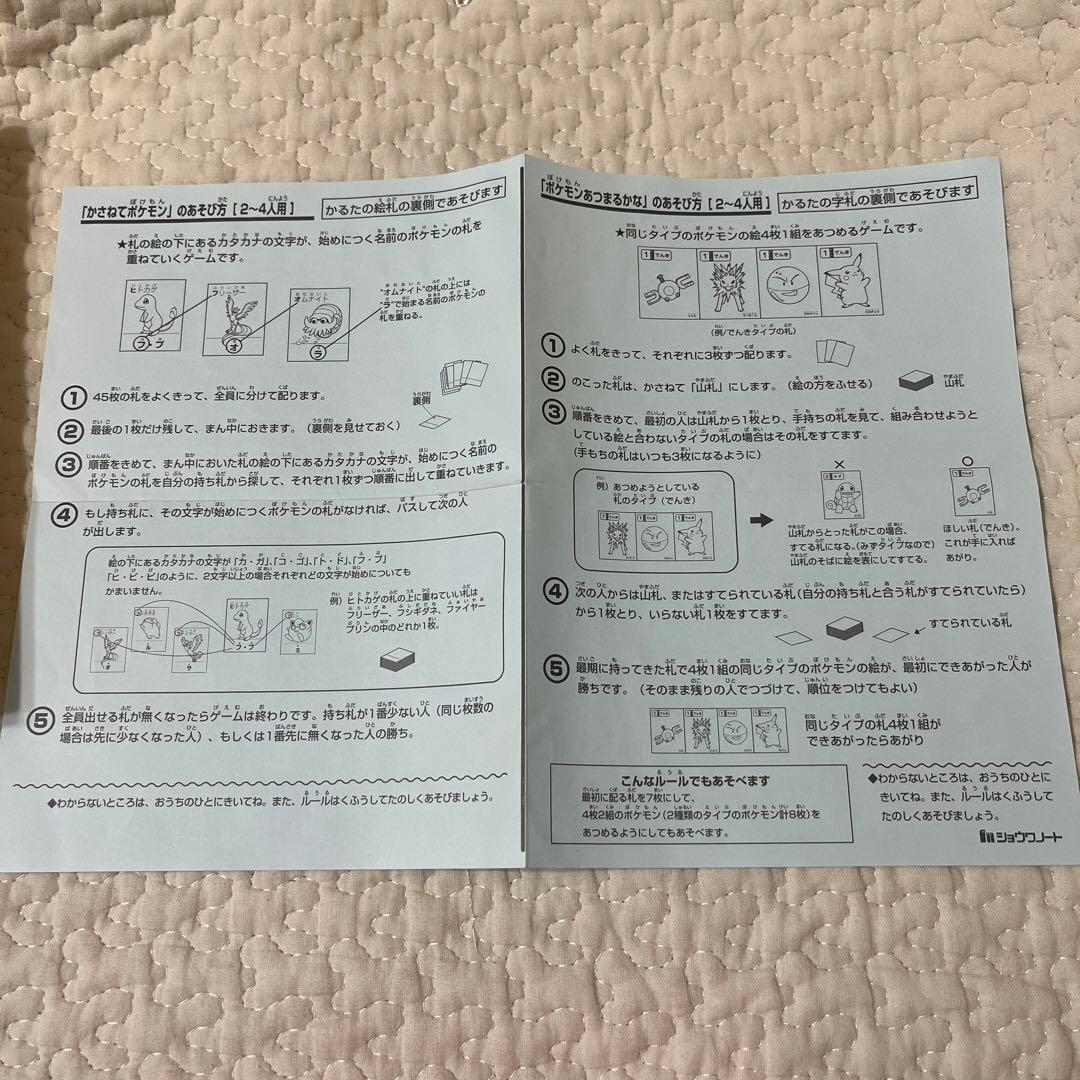 「かさねてポケモン」のあそび方【2〜4人用】
かるたの絵札の裏側であそびます
★札の絵の下にあるカタカナの文字が、始めにつく名前のポケモンの札を
重ねていくゲームです。
ヒトカゲ
フリーザー
オムナイト
オ
ラ
"オムナイト"の札の上には
"ラ"で始まる名前のポケモンの
札を重ねる。
① 45枚の札をよくきって、全員に分けて配ります。
裏側
② 最後の1枚だけ残して、まん中におきます。（裏側を見せておく）
③ 順番をきめて、まん中においた札の絵の下にあるカタカナの文字が、始めにつく名前の
ポケモンの札を自分の持ち札から探して、それぞれ1枚ずつ順番に出して重ねていきます。
④ もし持ち札に、その文字が始めにつくポケモンの札がなければ、パスして次の人
が出します。
絵の下にあるカタカナの文字が「カ・ガ」、「コ・ゴ」、「ト・ド」、「フ・プ」
「ヒ・ビ・ピ」のように、2文字以上の場合それぞれどの文字が始めについても
かまいません。
例）ヒトカゲの札の上に重ねていい札は
フリーザー、フシギダネ、ファイヤー
プリンの中のどれか1枚。
ヒトカゲ
⑤ 全員出せる札が無くなったらゲームは終わりです。持ち札が1番少ない人（同じ枚数の
場合は先に少なくなった人）、もしくは1番先に無くなった人の勝ち。
◆わからないところは、おうちのひとにきいてね。また、ルールはくふうしてたのしくあそびましょう。
「ポケモンあつまるかな」のあそび方【2〜4人用】
かるたの字札の裏側であそびます
★同じタイプのポケモンの絵4枚1組をあつめるゲームです。
1 でんき
1 でんき
1 でんき
1 でんき
（例/でんきタイプの札）
① よく札をきって、それぞれに3枚ずつ配ります。
② のこった札は、かさねて「山札」にします。（絵の方をふせる）
山札
③ 順番をきめて、最初の人は山札から1枚とり、手持ちの札を見て、組み合わせようと
している絵と合わないタイプの札の場合はその札をすてます。
（手もちの札はいつも3枚になるように）
例）あつめようとしている
札のタイプ（でんき）
×
山札からとった札がこの場合、
すてる札になる。（みずタイプなので）
山札のそばに絵を表にしてすてる。
○
ほしい札（でんき）。
これが手に入れば
あがり。
④ 次の人からは山札、またはすてられている札（自分の持ち札と合う札がすてられていたら）
から1枚とり、いらない札1枚をすてます。
すてられている札
⑤ 最期に持ってきた札で4枚1組の同じタイプのポケモンの絵が、最初にできあがった人が
勝ちです。（そのまま残りの人でつづけて、順位をつけてもよい）
同じタイプの札4枚1組が
できあがったらあがり
こんなルールでもあそべます
最初に配る札を7枚にして、
4枚2組のポケモン（2種類のタイプのポケモン計8枚）を
あつめるようにしてもあそべます。
◆わからないところは、おうちのひとに
きいてね。また、ルールはくふうして
たのしくあそびましょう。
ショウワノート